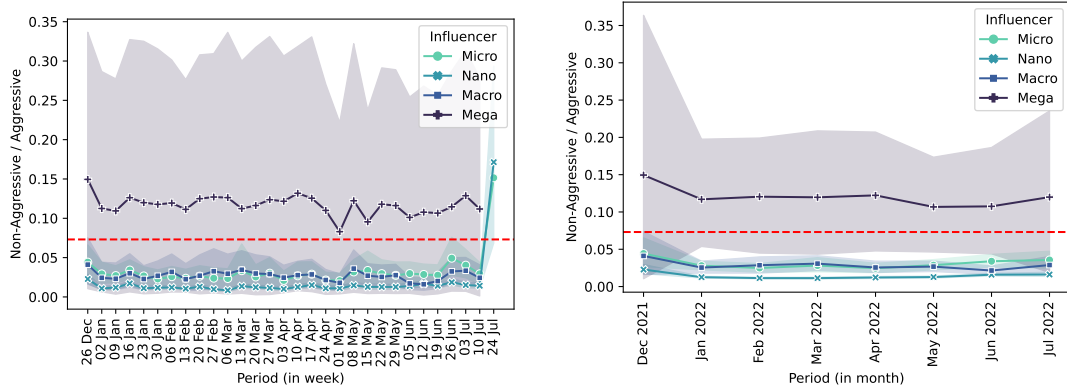 0.35
0.30
0.25
0.20
0.15
0.10
0.05
0.00
Non-Aggressive / Aggressive
Influencer
Micro
Nano
Macro
Mega
26 Dec
02 Jan
09 Jan
16 Jan
23 Jan
30 Jan
06 Feb
13 Feb
20 Feb
27 Feb
06 Mar
13 Mar
20 Mar
27 Mar
03 Apr
10 Apr
17 Apr
24 Apr
01 May
08 May
15 May
22 May
29 May
05 Jun
12 Jun
19 Jun
26 Jun
03 Jul
10 Jul
24 Jul
Period (in week)
0.35
0.30
0.25
0.20
0.15
0.10
0.05
0.00
Non-Aggressive / Aggressive
Influencer
Micro
Nano
Macro
Mega
Dec 2021
Jan 2022
Feb 2022
Mar 2022
Apr 2022
May 2022
Jun 2022
Jul 2022
Period (in month)